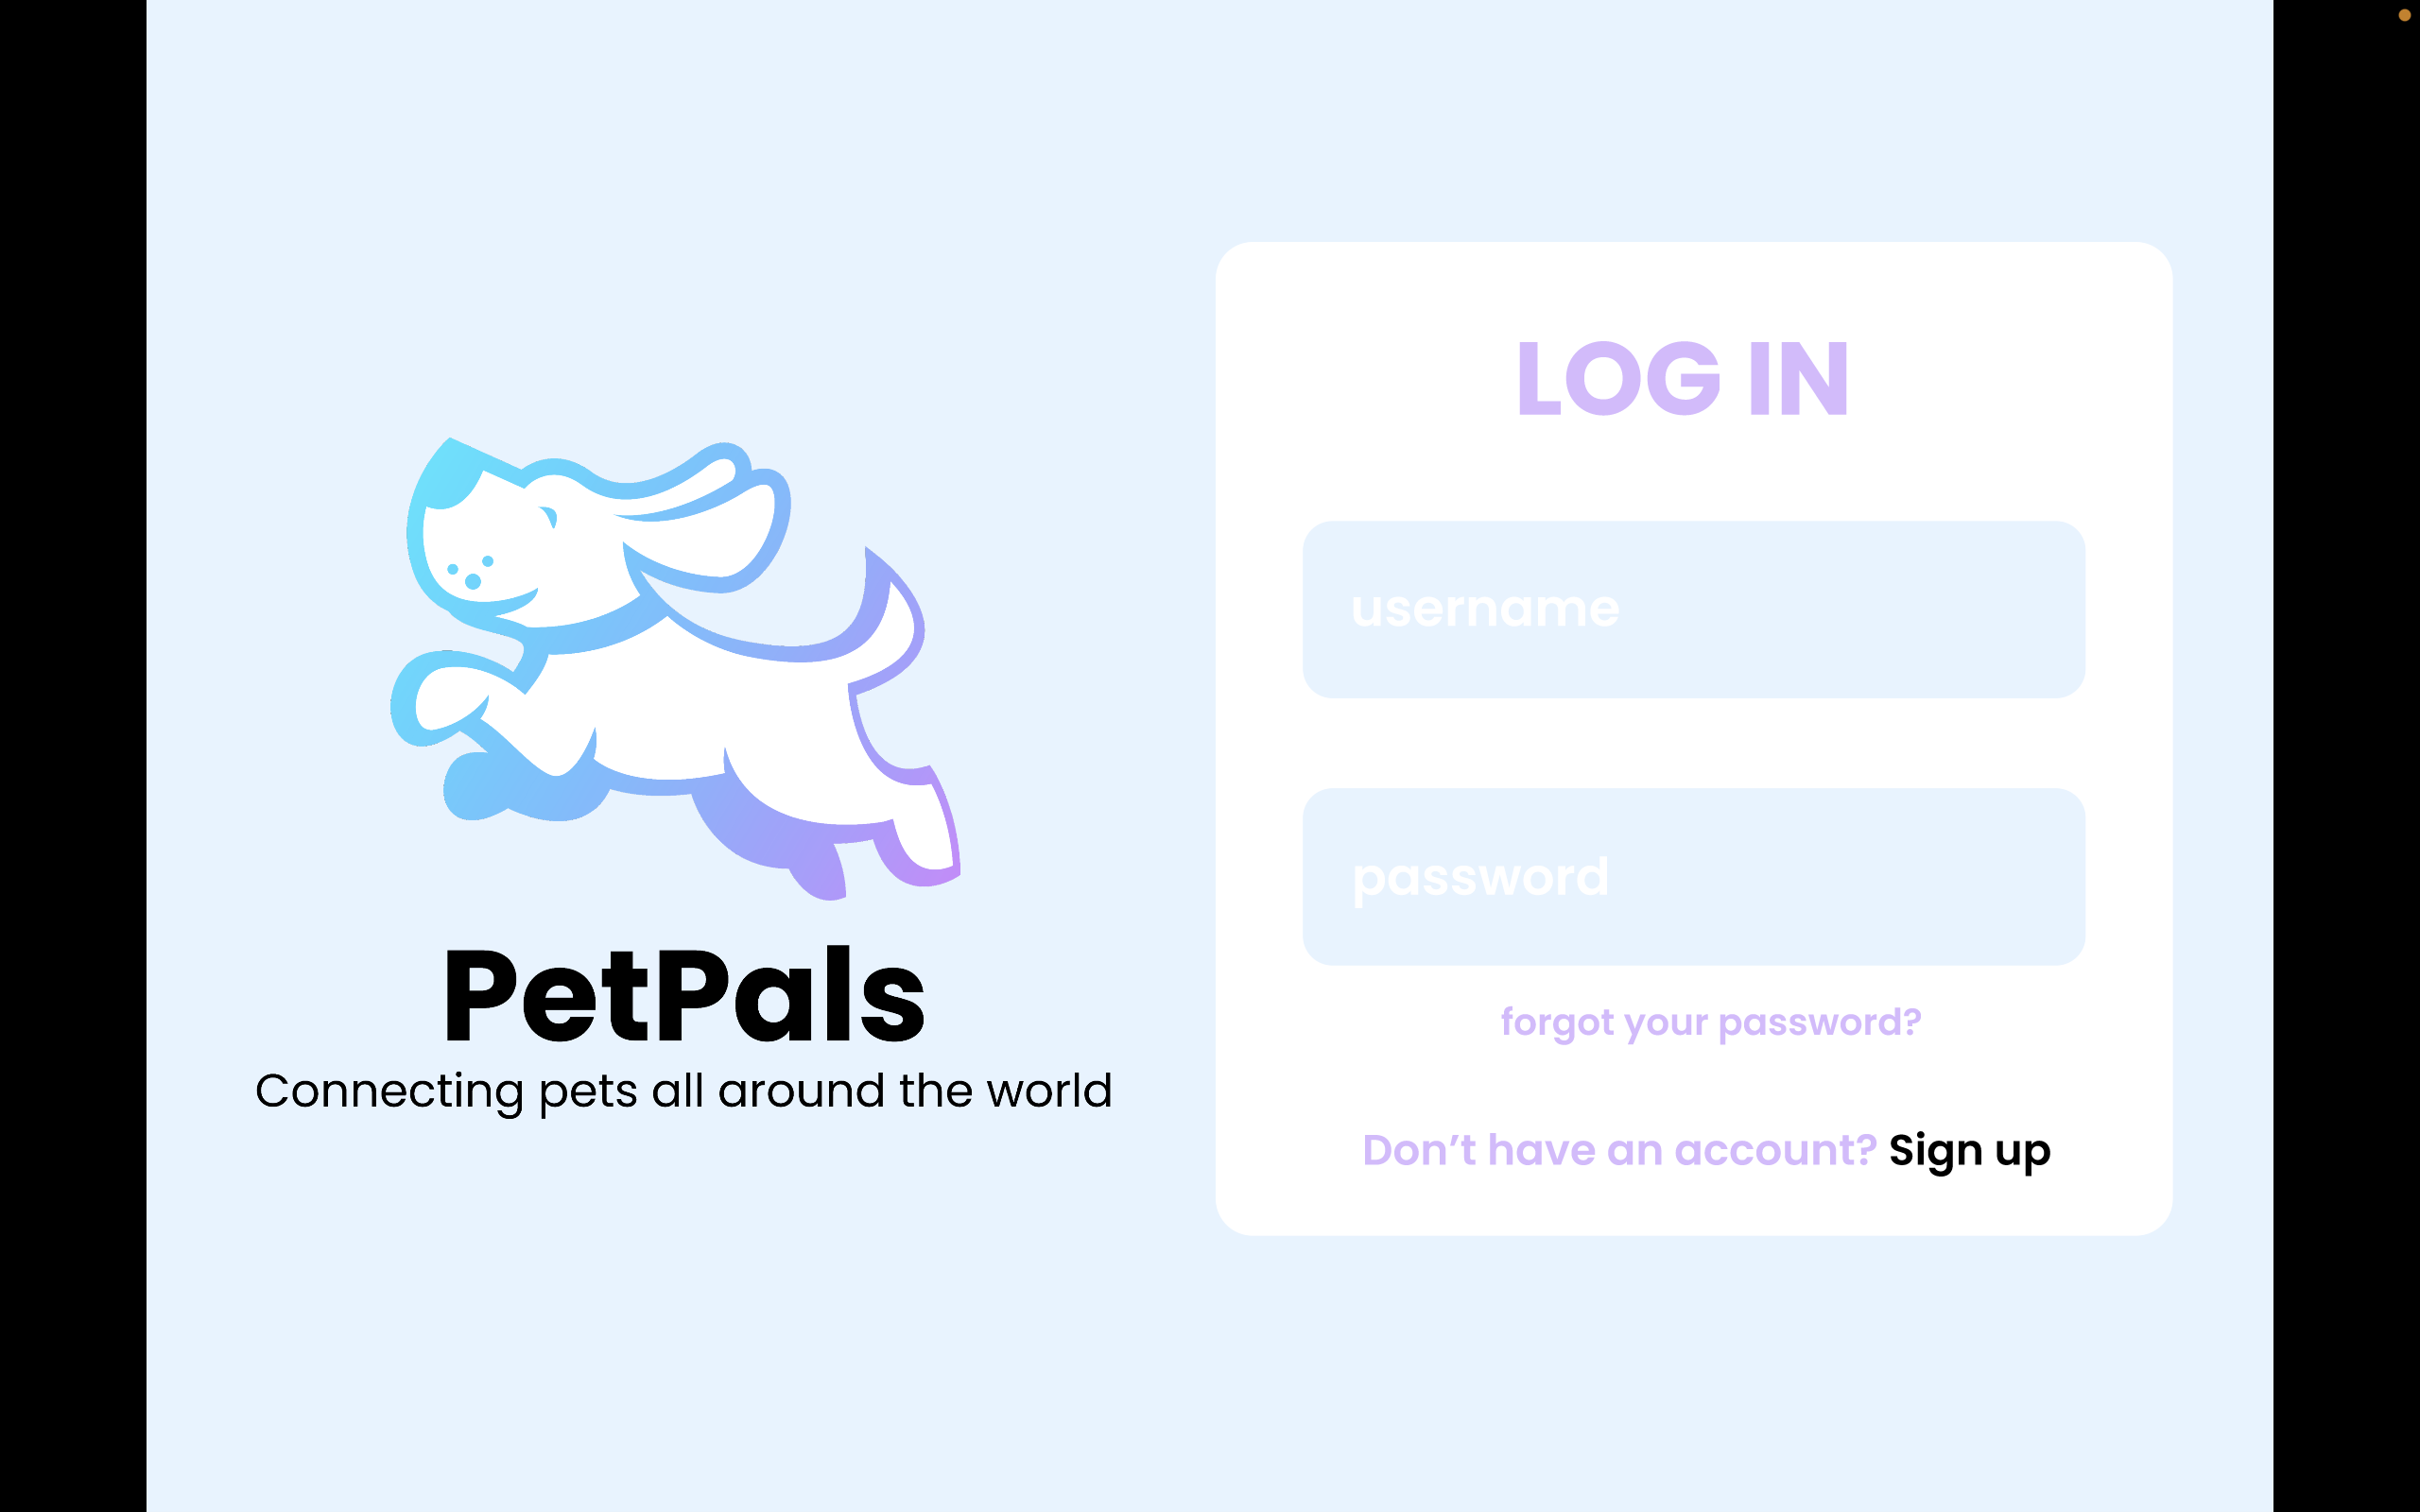 PetPals
Connecting pets all around the world
LOG IN
username
password
forgot your password?
Don’t have an account? Sign up